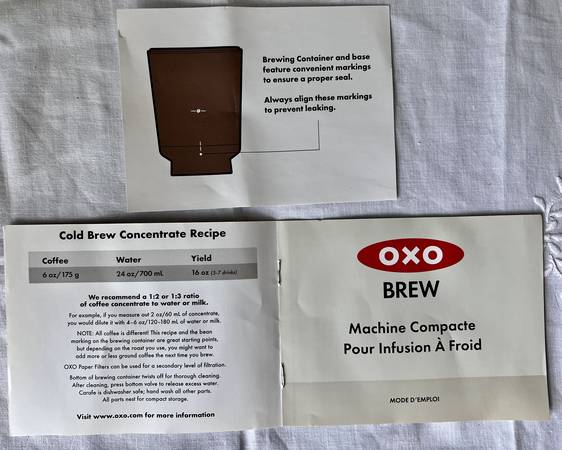 Brewing Container and base
feature convenient markings
to ensure a proper seal.
Always align these markings
to prevent leaking.
Cold Brew Concentrate Recipe
Coffee Water Yield
6 oz/175 g 24 oz/700 mL 16 oz (5-7 drinks)
We recommend a 1:2 or 1:3 ratio
of coffee concentrate to water or milk.
For example, if you measure out 2 oz/60 mL of concentrate,
you would dilute it with 4–6 oz/120–180 mL of water or milk.
NOTE: All coffee is different! This recipe and the bean
marking on the brewing container are great starting points,
but depending on the roast you use, you might want to
add more or less ground coffee the next time you brew.
OXO Paper Filters can be used for a secondary level of filtration.
Bottom of brewing container twists off for thorough cleaning.
After cleaning, press bottom valve to release excess water.
Carafe is dishwasher safe; hand wash all other parts.
All parts nest for compact storage.
Visit www.oxo.com for more information
OXO
BREW
Machine Compacte
Pour Infusion À Froid
MODE D'EMPLOI